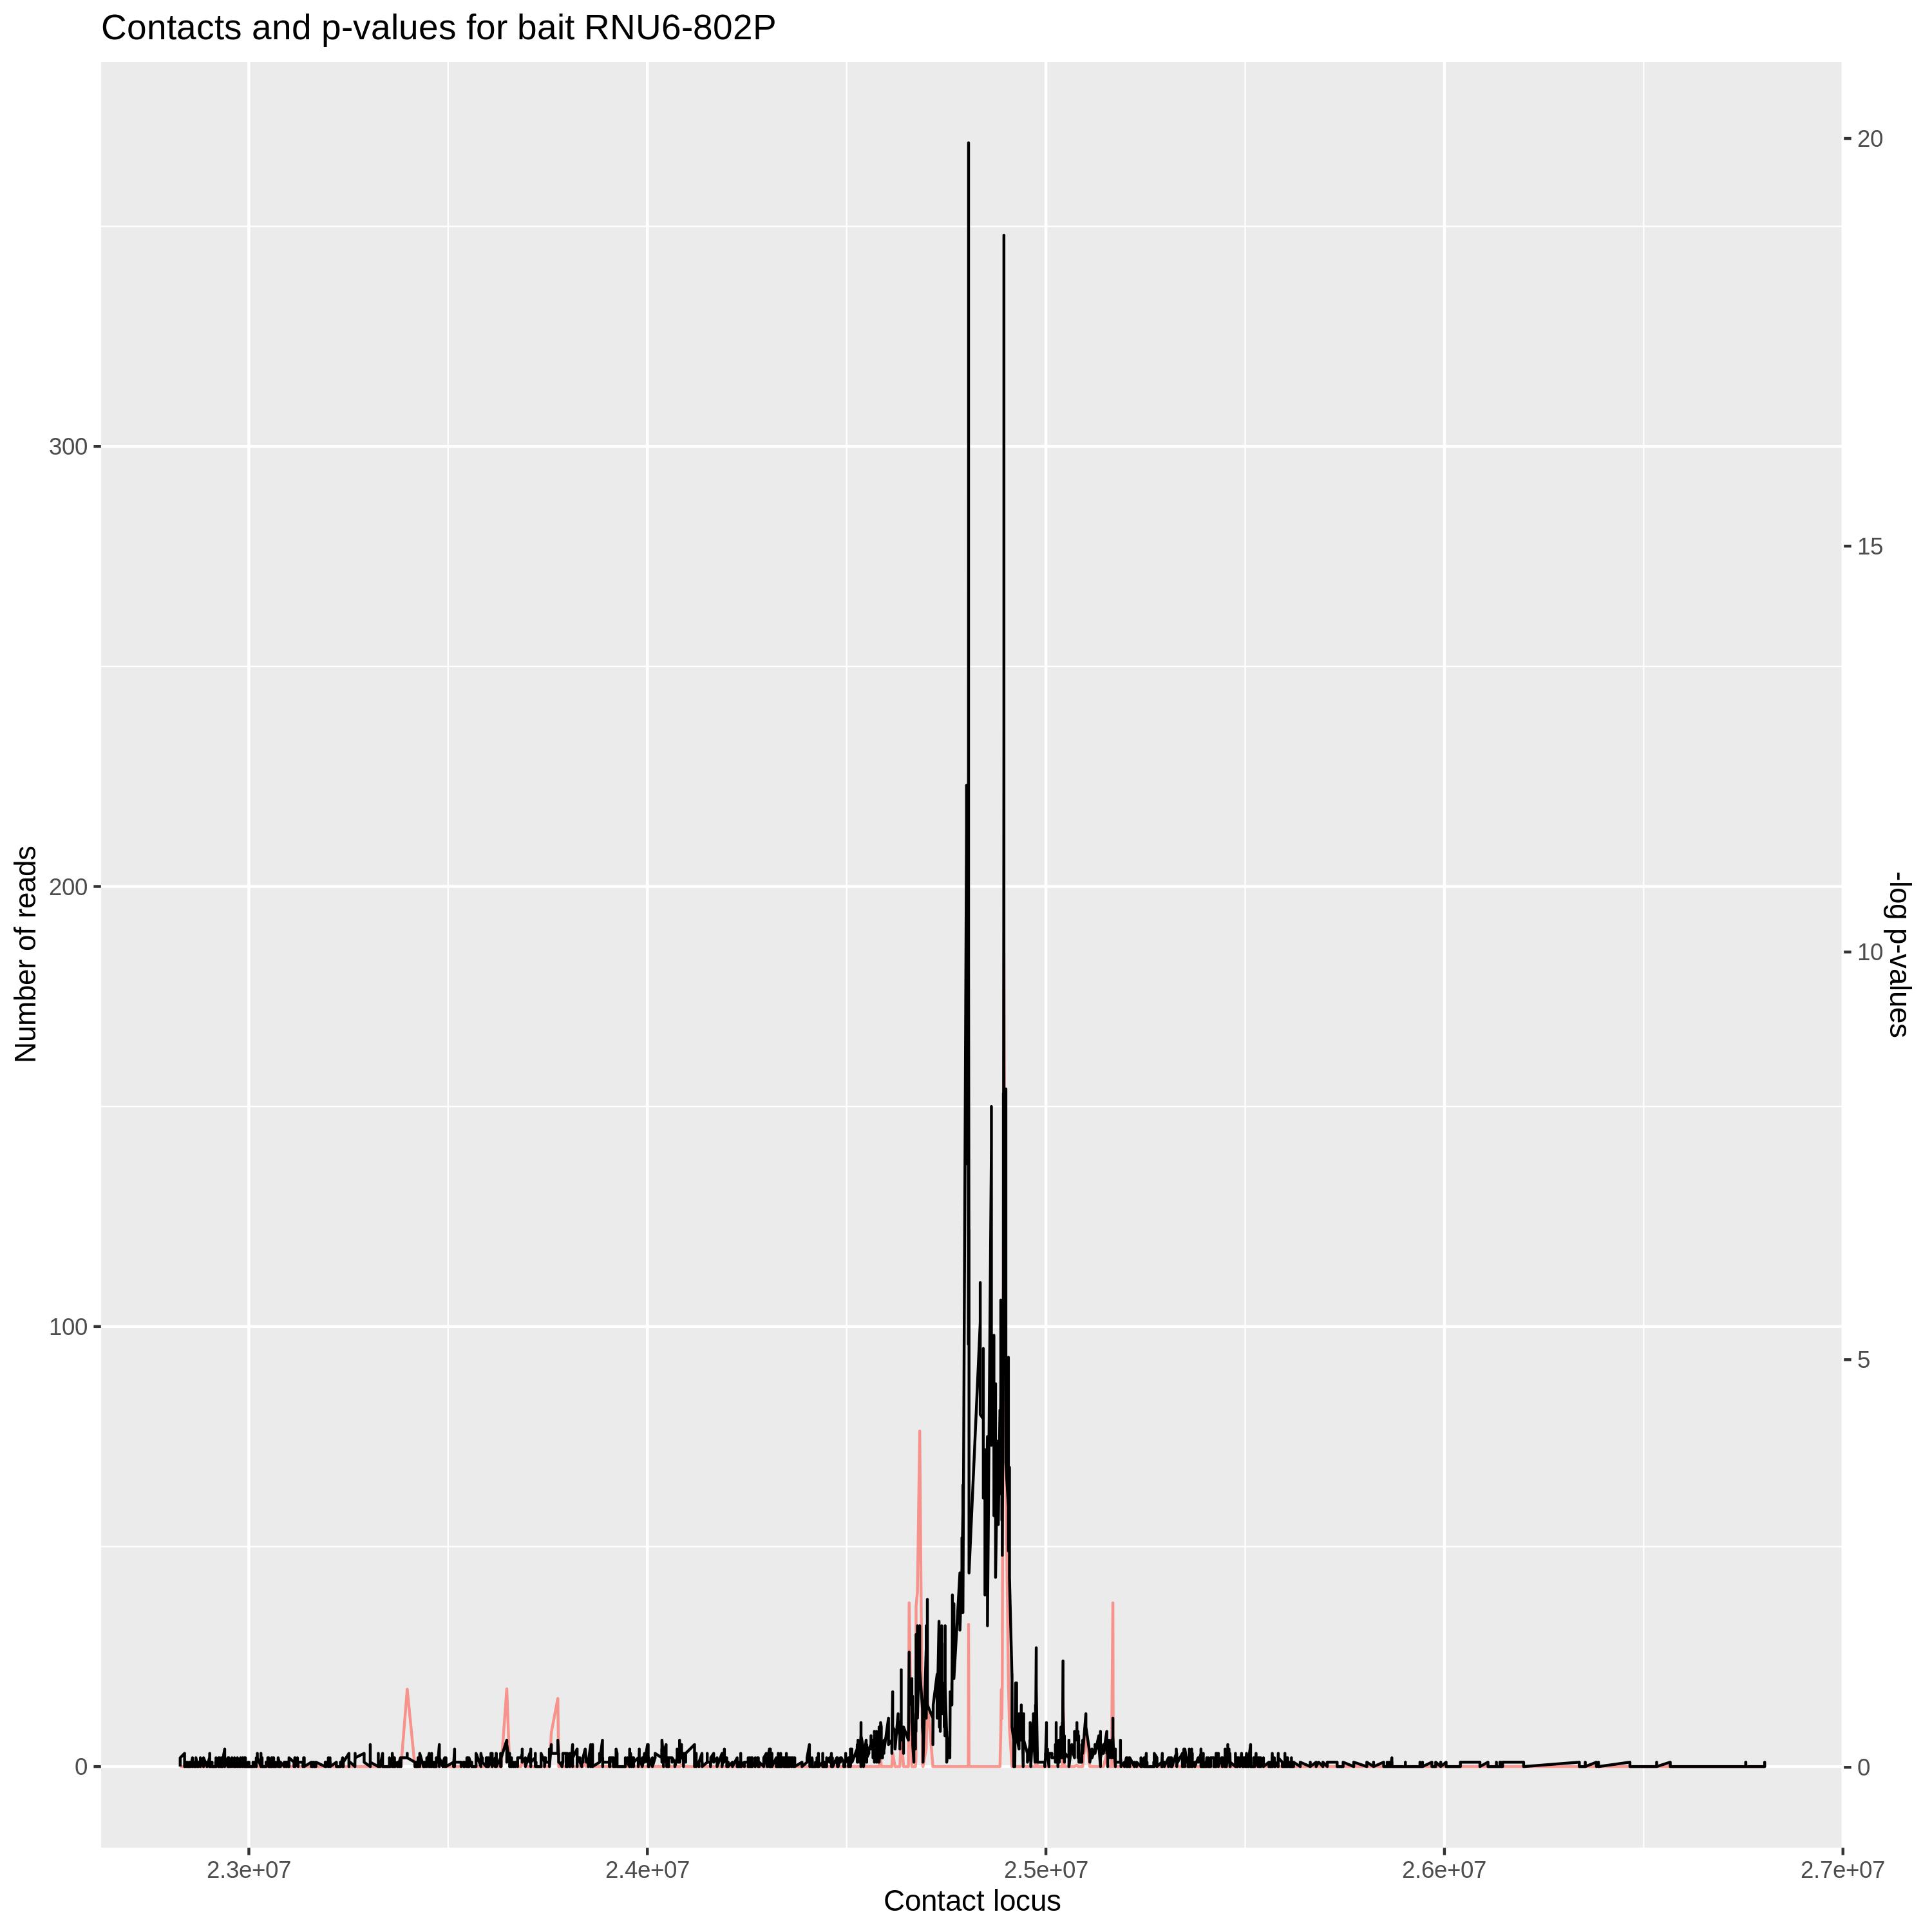 Contacts and p-values for bait RNU6-802P
Number of reads
300
200
100
0
20
15
10
5
0
-log p-values
2.3e+07
2.4e+07
2.5e+07
2.6e+07
2.7e+07
Contact locus